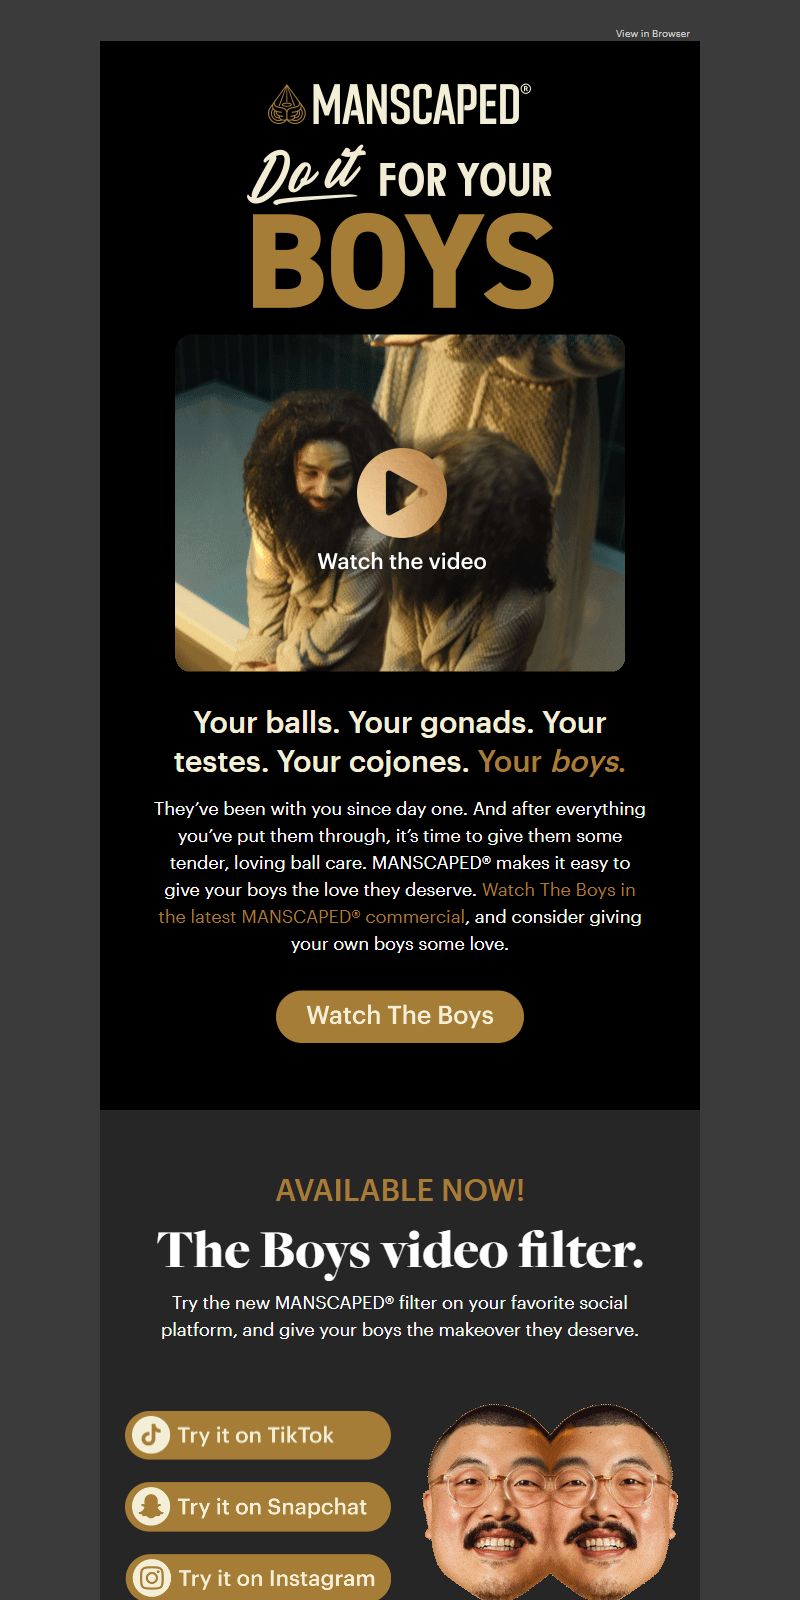 View in Browser
MANSCAPED®
Do it FOR YOUR
BOYS
Watch the video
Your balls. Your gonads. Your
testes. Your cojones. Your boys.
They’ve been with you since day one. And after everything
you’ve put them through, it’s time to give them some
tender, loving ball care. MANSCAPED® makes it easy to
give your boys the love they deserve. Watch The Boys in
the latest MANSCAPED® commercial, and consider giving
your own boys some love.
Watch The Boys
AVAILABLE NOW!
The Boys video filter.
Try the new MANSCAPED® filter on your favorite social
platform, and give your boys the makeover they deserve.
Try it on TikTok
Try it on Snapchat
Try it on Instagram